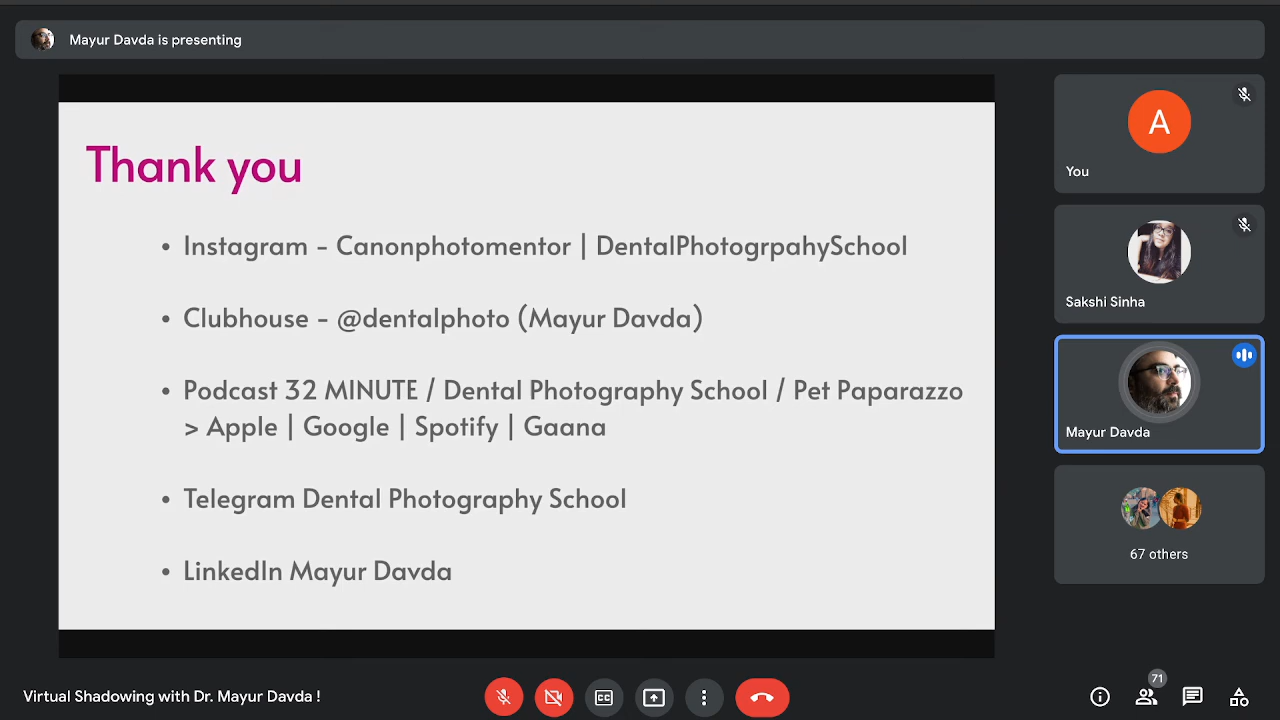 Mayur Davda is presenting
Thank you
• Instagram - Canonphotomentor | DentalPhotogrpahySchool
• Clubhouse - @dentalphoto (Mayur Davda)
• Podcast 32 MINUTE / Dental Photography School / Pet Paparazzo
> Apple | Google | Spotify | Gaana
• Telegram Dental Photography School
• LinkedIn Mayur Davda
A
You
Sakshi Sinha
Mayur Davda
67 others
Virtual Shadowing with Dr. Mayur Davda !
CC
71